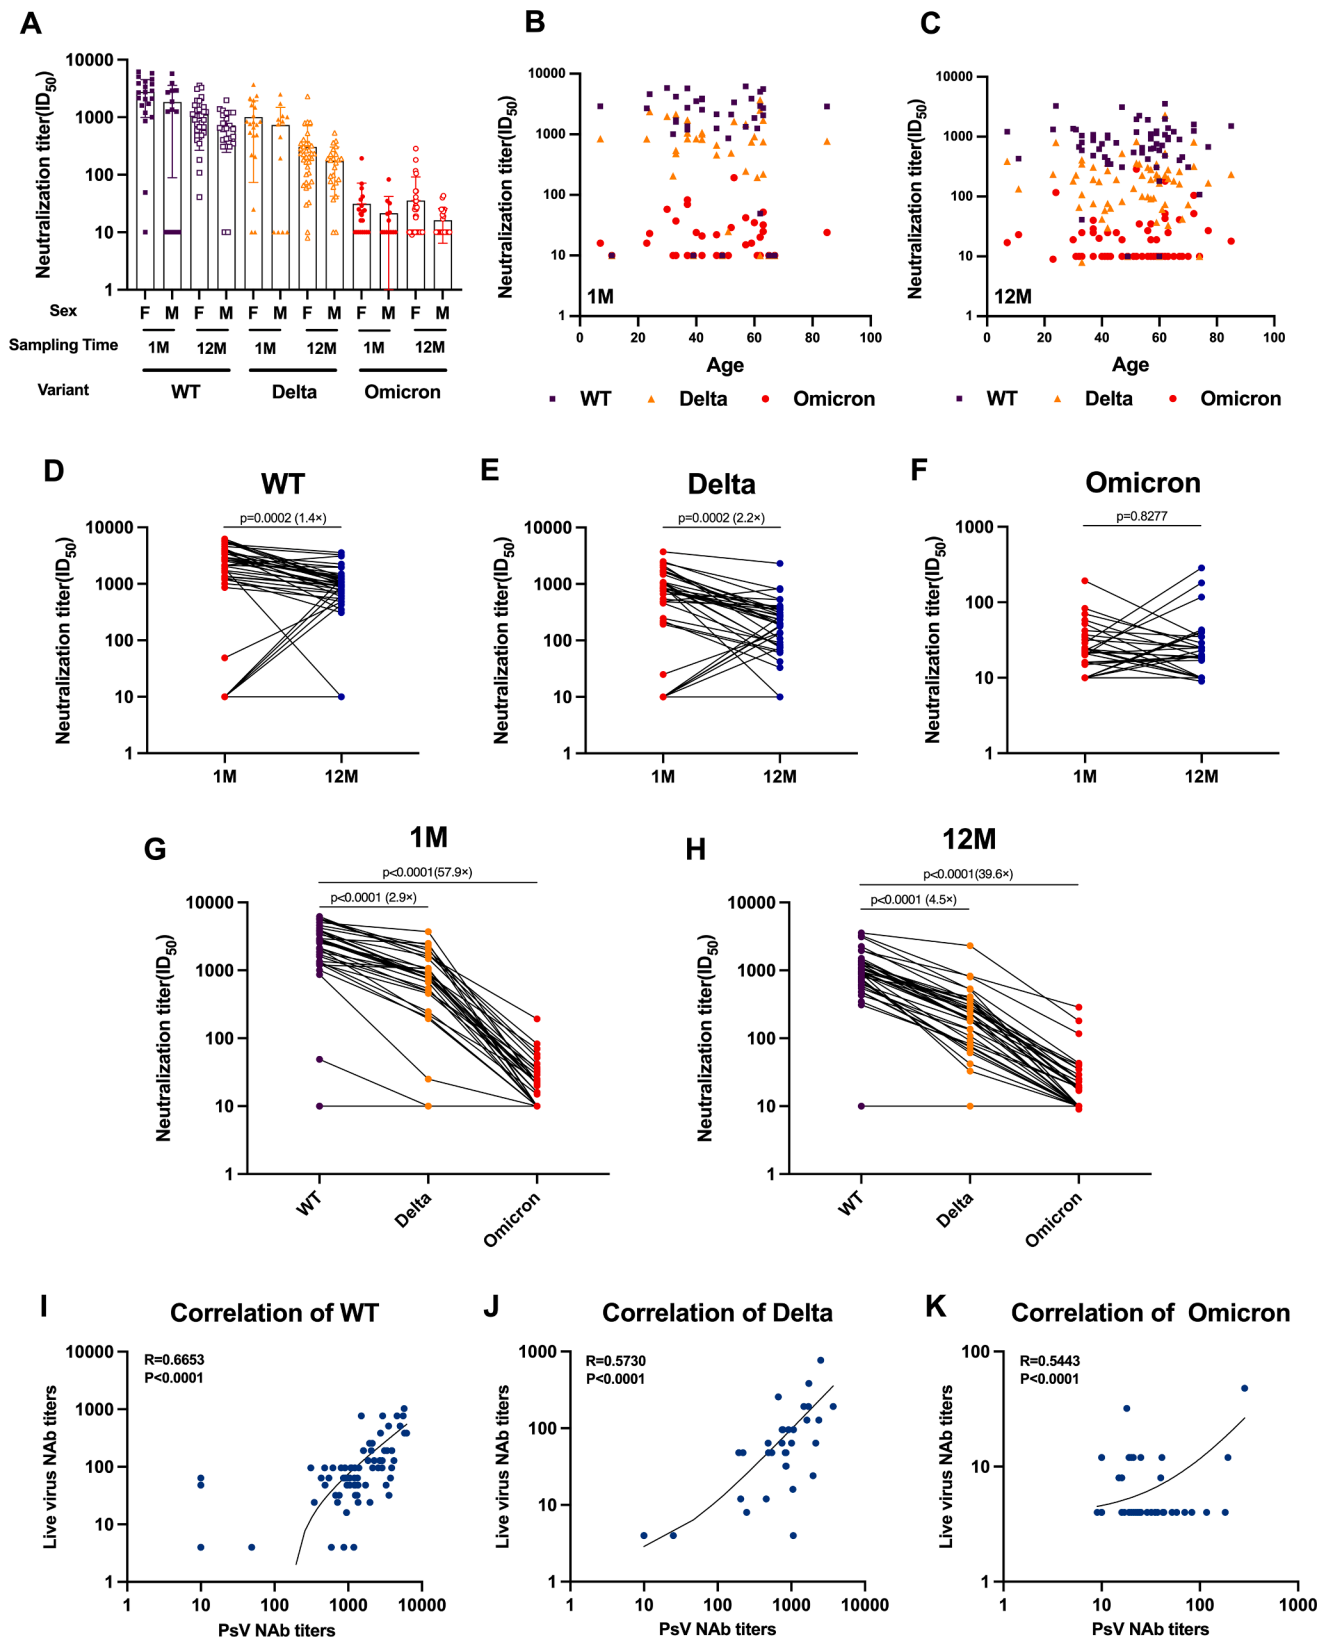 A
Neutralization titer(ID50)
10000
1000
100
10
1
Sex F M F M F M F M F M F M
Sampling Time 1M 12M 1M 12M 1M 12M
Variant WT Delta Omicron
B
Neutralization titer(ID50)
10000
1000
100
10
1
1M
0 20 40 60 80 100
Age
WT Delta Omicron
C
Neutralization titer(ID50)
10000
1000
100
10
1
12M
0 20 40 60 80 100
Age
WT Delta Omicron
D
WT
p=0.0002 (1.4×)
Neutralization titer(ID50)
10000
1000
100
10
1
1M 12M
E
Delta
p=0.0002 (2.2×)
Neutralization titer(ID50)
10000
1000
100
10
1
1M 12M
F
Omicron
p=0.8277
Neutralization titer(ID50)
1000
100
10
1
1M 12M
G
1M
p<0.0001(57.9×)
p<0.0001 (2.9×)
Neutralization titer(ID50)
10000
1000
100
10
1
WT Delta Omicron
H
12M
p<0.0001(39.6×)
p<0.0001 (4.5×)
Neutralization titer(ID50)
10000
1000
100
10
1
WT Delta Omicron
I
Correlation of WT
R=0.6653
P<0.0001
Live virus NAb titers
10000
1000
100
10
1
1 10 100 1000 10000
PsV NAb titers
J
Correlation of Delta
R=0.5730
P<0.0001
Live virus NAb titers
1000
100
10
1
1 10 100 1000 10000
PsV NAb titers
K
Correlation of Omicron
R=0.5443
P<0.0001
Live virus NAb titers
100
10
1
1 10 100 1000
PsV NAb titers